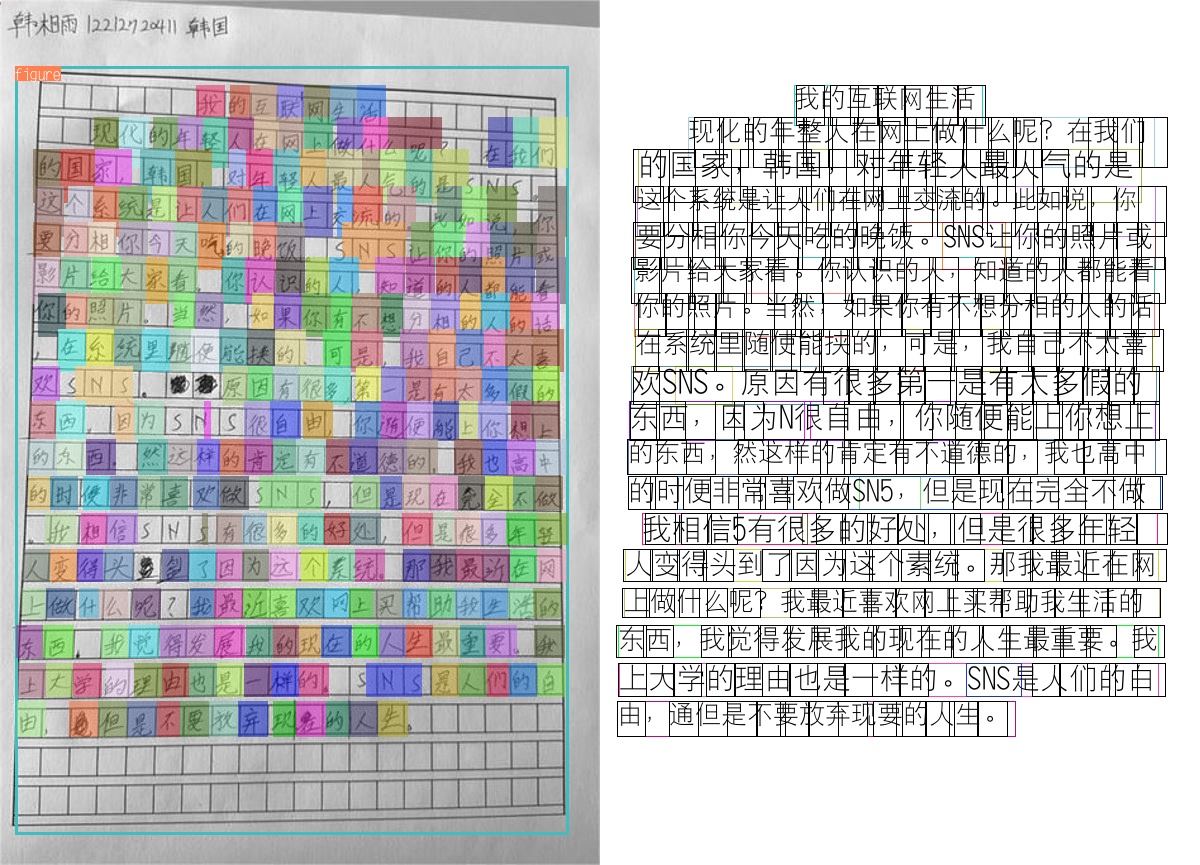 韩相雨 12212720411 韩国
figure
我的互联网生活
现化的年轻人在网上做什么呢？在我们
的国家，韩国，对年轻人最人气的是SNS.
这个系统是让人们在网上交流的。比如说，你
要分相你今天吃的晚饭。SNS让你的照片或
影片给大家看。你认识的人，知道的人都能看
你的照片。当然，如果你有不想分相的人的话
，在系统里随便能挟的，可是，我自己不太喜
欢SNS。原因有很多，第一是有太多假的
东西，因为SNS很自由，你随便能上你想上
的东西。然这样的肯定有不道德的。我也高中
的时便非常喜欢做SNS，但是现在完全不做
。我相信SNS有很多的好处，但是很多年轻
人变得头到了因为这个系统。那我最近在网
上做什么呢？我最近喜欢网上买帮助我生活的
东西。我觉得发展我的现在的人生最重要。我
上大学的理由也是一样的。SNS是人们的自
由，但是不要放弃现在的人生。
我的互联网生活
现化的年整人在网上做什么呢？在我们
的国家，韩国，对年轻人最人气的是
这个系统是让人们在网上交流的。此如说，你
要分相你今天吃的晚饭。SNS让你的照片或
影片给大家看。你认识的人，知道的人都能看
你的照片。当然，如果你有不想分相的人的话
在系统里随便能挟的，可是，我自己不太喜
欢SNS。原因有很多第一是有太多假的
东西，因为N很自由，你随便能上你想上
的东西，然这样的肯定有不道德的，我也高中
的时便非常喜欢做SN5，但是现在完全不做
我相信5有很多的好处，但是很多年轻
人变得头到了因为这个素统。那我最近在网
上做什么呢？我最近喜欢网上买帮助我生活的
东西，我觉得发展我的现在的人生最重要。我
上大学的理由也是一样的。SNS是人们的自
由，通但是不要放弃现要的人生。